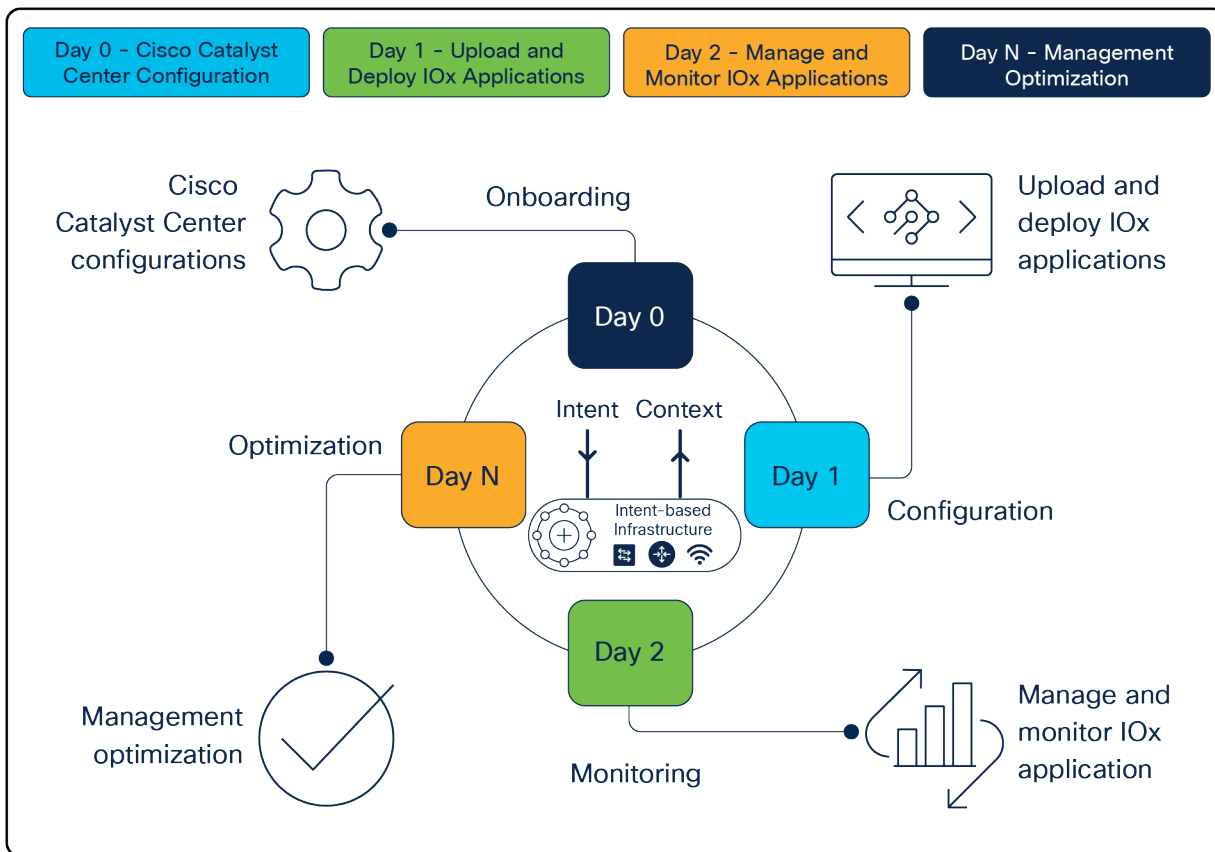 Day 0 - Cisco Catalyst
Center Configuration
Day 1 - Upload and
Deploy IOx Applications
Day 2 - Manage and
Monitor IOx Applications
Day N - Management
Optimization
Cisco
Catalyst Center
configurations
Onboarding
Upload and
deploy IOx
applications
Day 0
Intent
Context
Optimization
Day N
Day 1
Intent-based
Infrastructure
Configuration
Day 2
Management
optimization
Monitoring
Manage and
monitor IOx
application